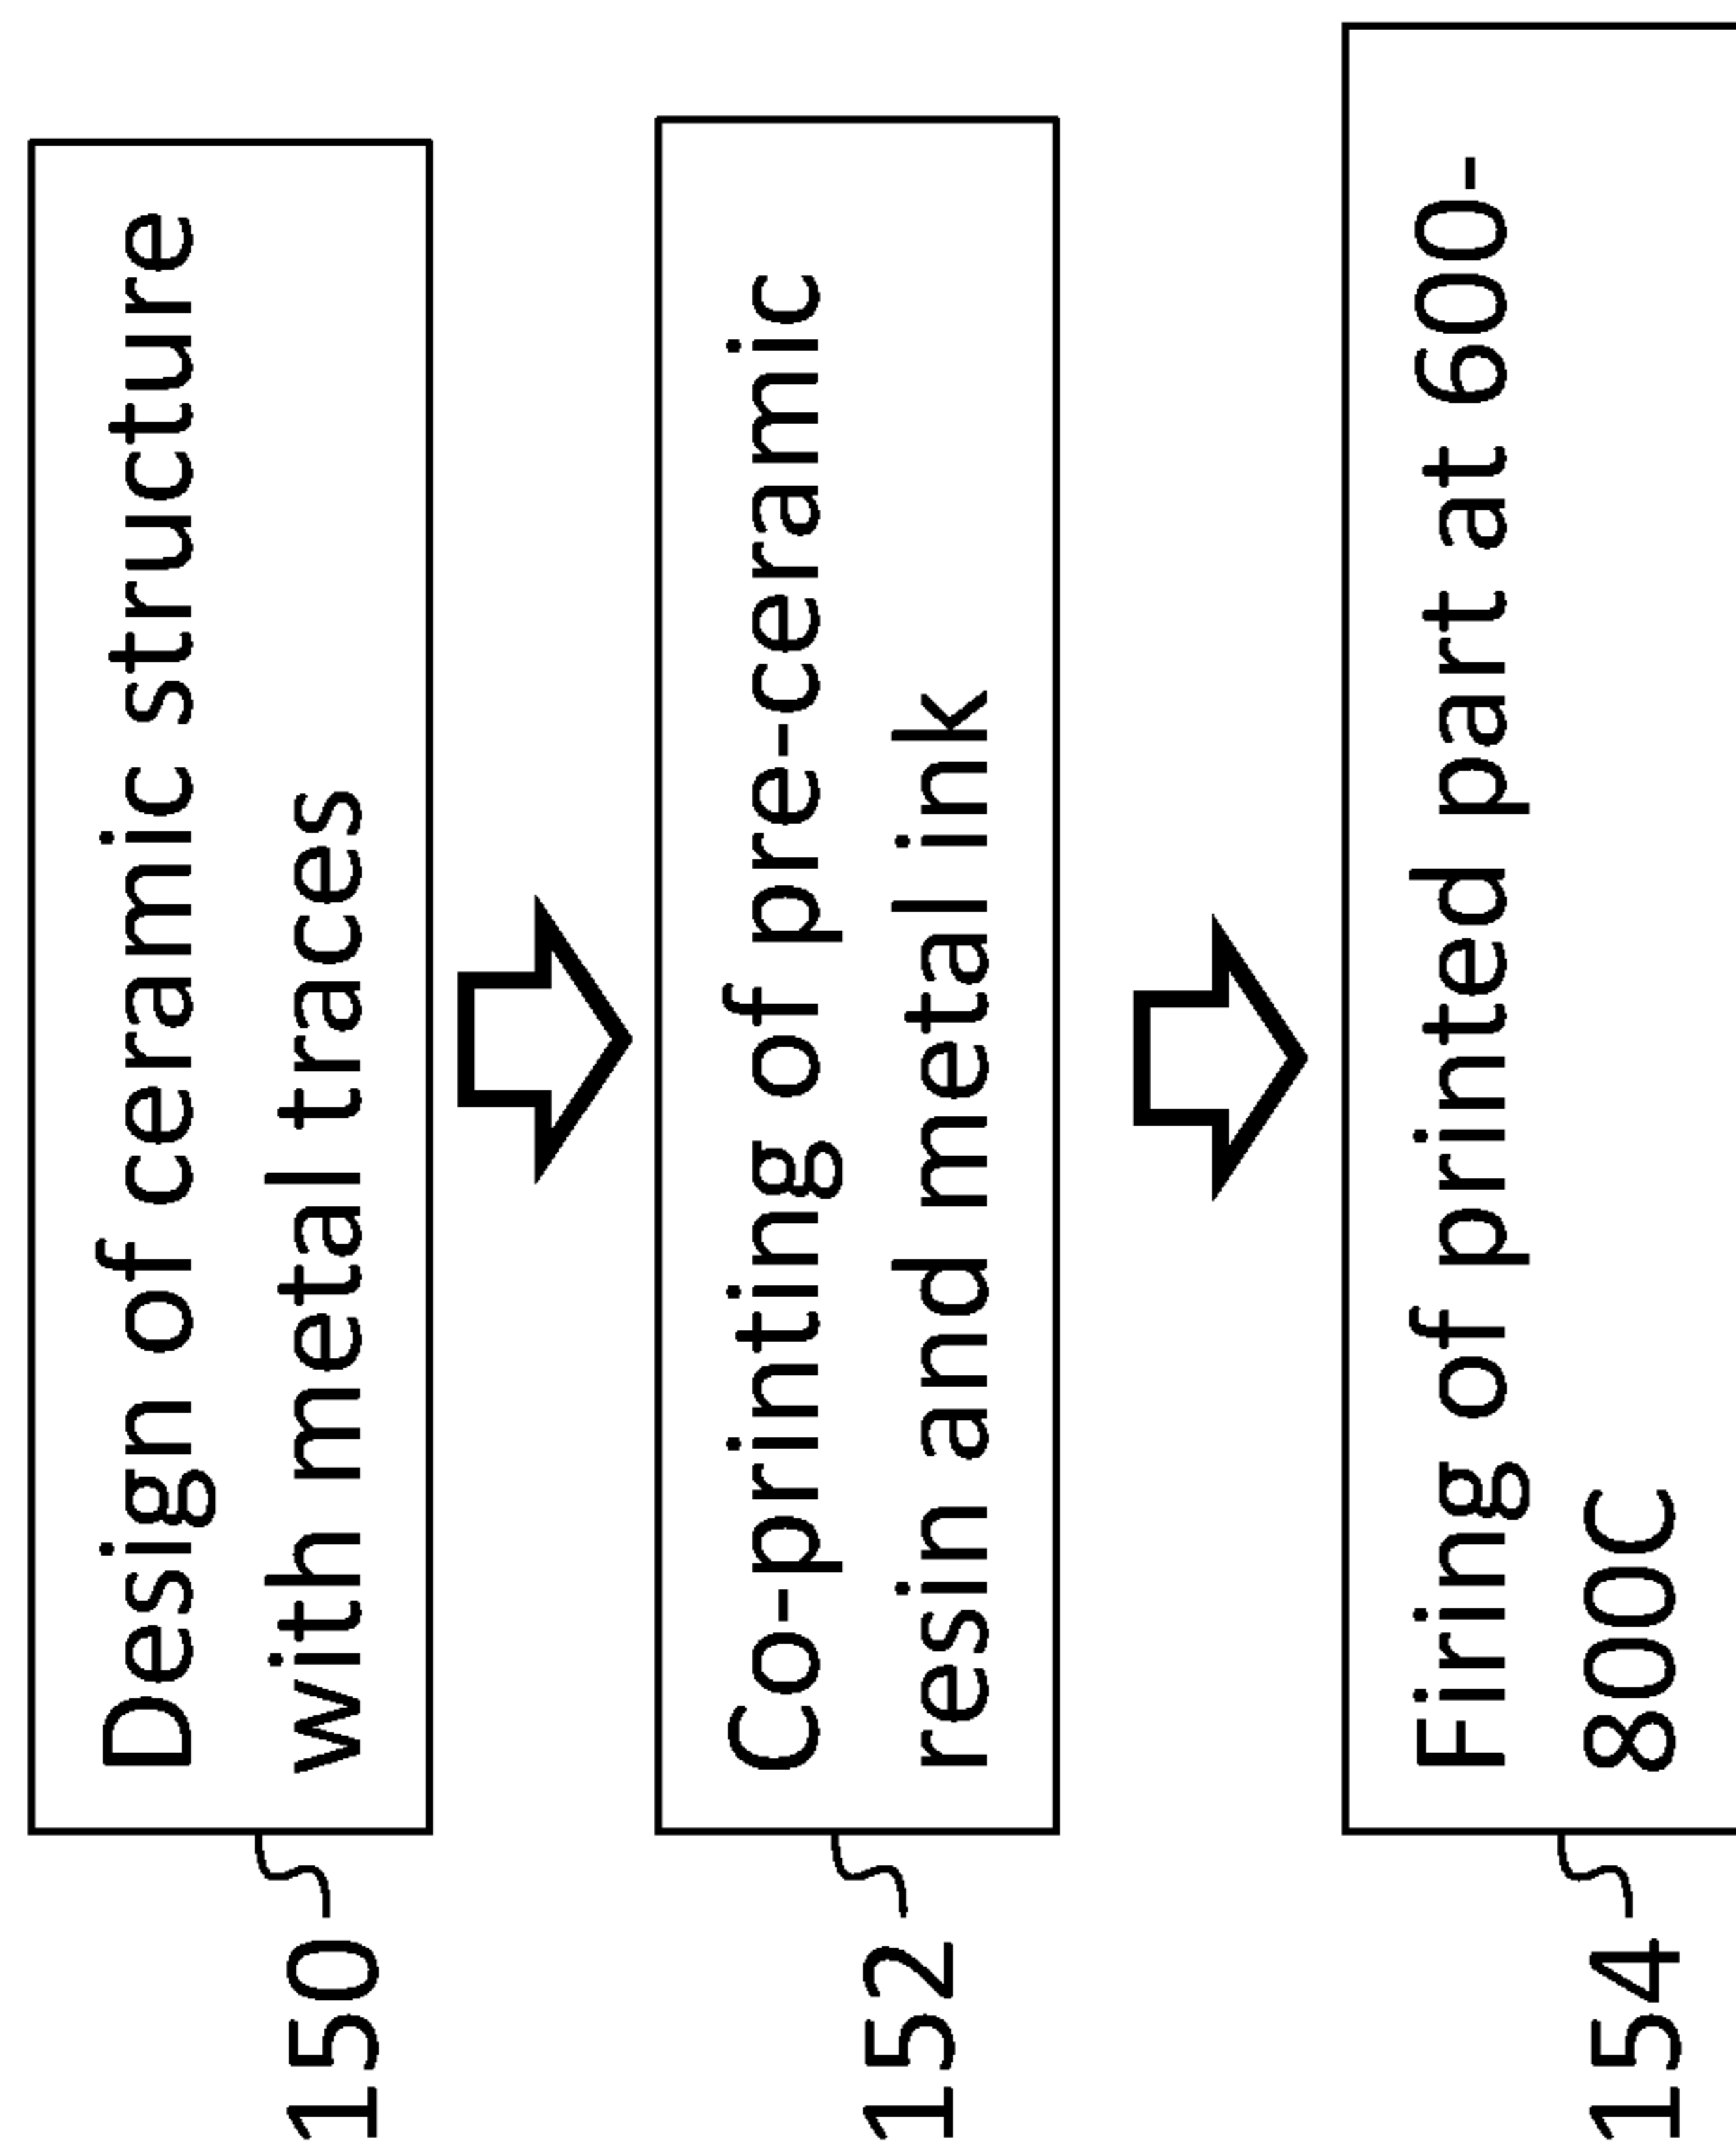 Design of ceramic structure
with metal traces
150
Co-printing of pre-ceramic
resin and metal ink
152
Firing of printed part at 600-
800C
154